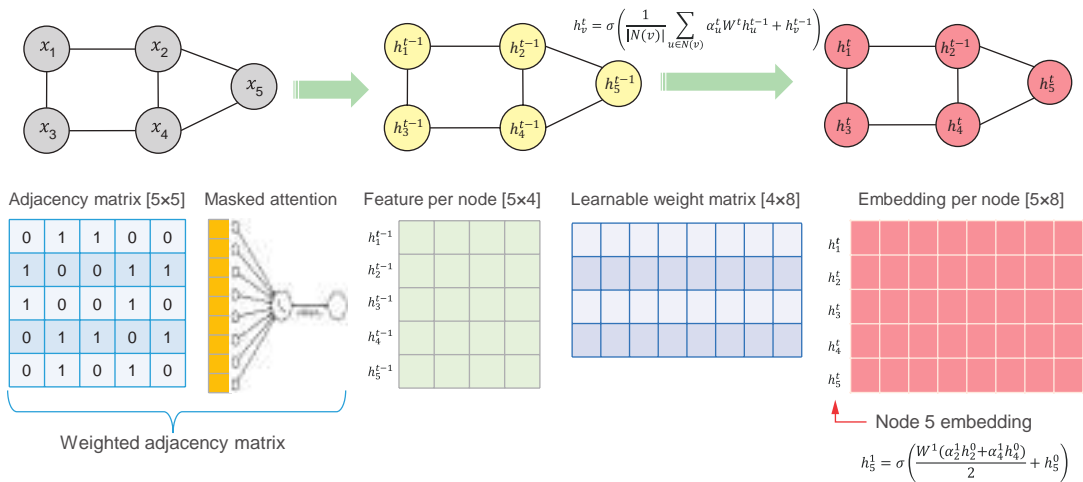 x₁ x₂ x₃ x₄ x₅
h₁ᵗ⁻¹ h₂ᵗ⁻¹ h₃ᵗ⁻¹ h₄ᵗ⁻¹ h₅ᵗ⁻¹
hᵥᵗ = σ( 1/|N(v)| ∑_{u∈N(v)} αᵤᵗ Wᵗ hᵤᵗ⁻¹ + hᵥᵗ⁻¹ )
h₁ᵗ h₂ᵗ⁻¹ h₃ᵗ h₄ᵗ h₅ᵗ
Adjacency matrix [5×5]
0 1 1 0 0
1 0 0 1 1
1 0 0 1 0
0 1 1 0 1
0 1 0 1 0
Masked attention
Weighted adjacency matrix
Feature per node [5×4]
h₁ᵗ⁻¹
h₂ᵗ⁻¹
h₃ᵗ⁻¹
h₄ᵗ⁻¹
h₅ᵗ⁻¹
Learnable weight matrix [4×8]
Embedding per node [5×8]
h₁ᵗ
h₂ᵗ
h₃ᵗ
h₄ᵗ
h₅ᵗ
Node 5 embedding
h₅¹ = σ( W¹(α₂¹h₂⁰+α₄¹h₄⁰)/2 + h₅⁰ )